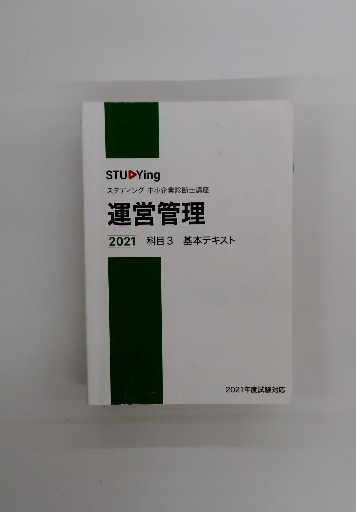 STUDYing
スタディング 中小企業診断士講座
運営管理
2021 科目3 基本テキスト
2021年度試験対応